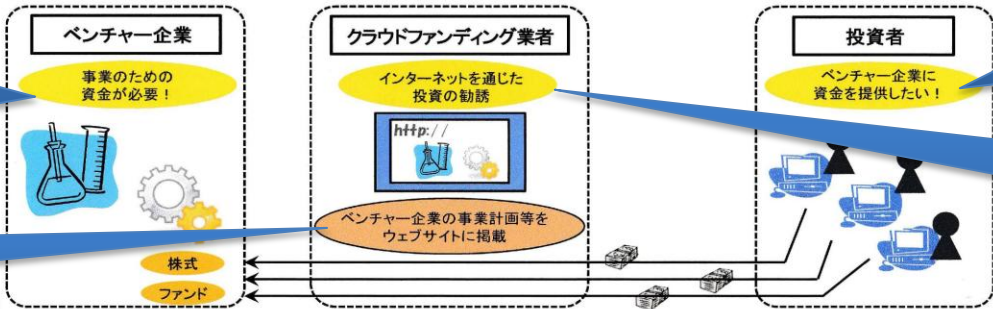 ベンチャー企業
事業のための
資金が必要！
株式
ファンド
クラウドファンディング業者
インターネットを通じた
投資の勧誘
http://
ベンチャー企業の事業計画等を
ウェブサイトに掲載
投資者
ベンチャー企業に
資金を提供したい！